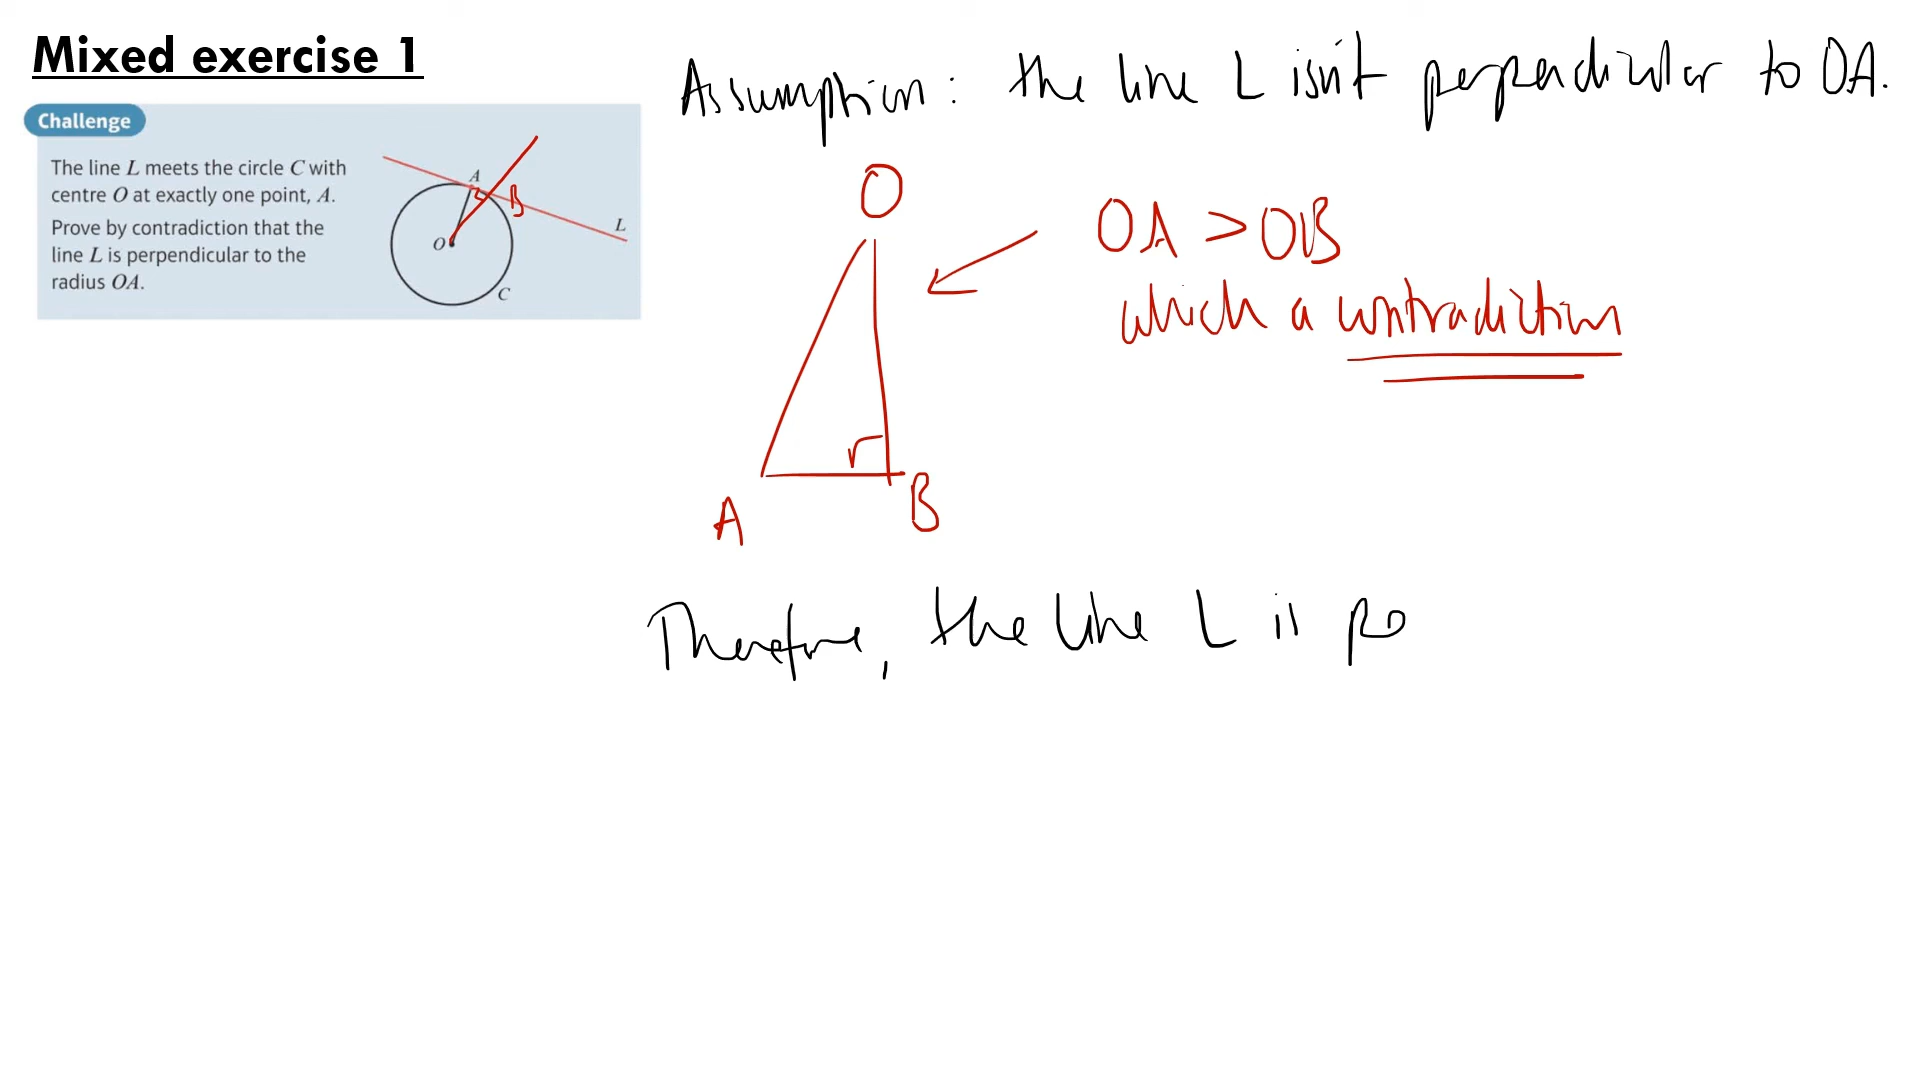 Mixed exercise 1
Challenge
The line L meets the circle C with
centre O at exactly one point, A.
Prove by contradiction that the
line L is perpendicular to the
radius OA.
A
B
L
O
C
Assumption: the line L isn't perpendicular to OA.
O
OA > OB
which a contradiction
A
B
Therefore, the line L is pe